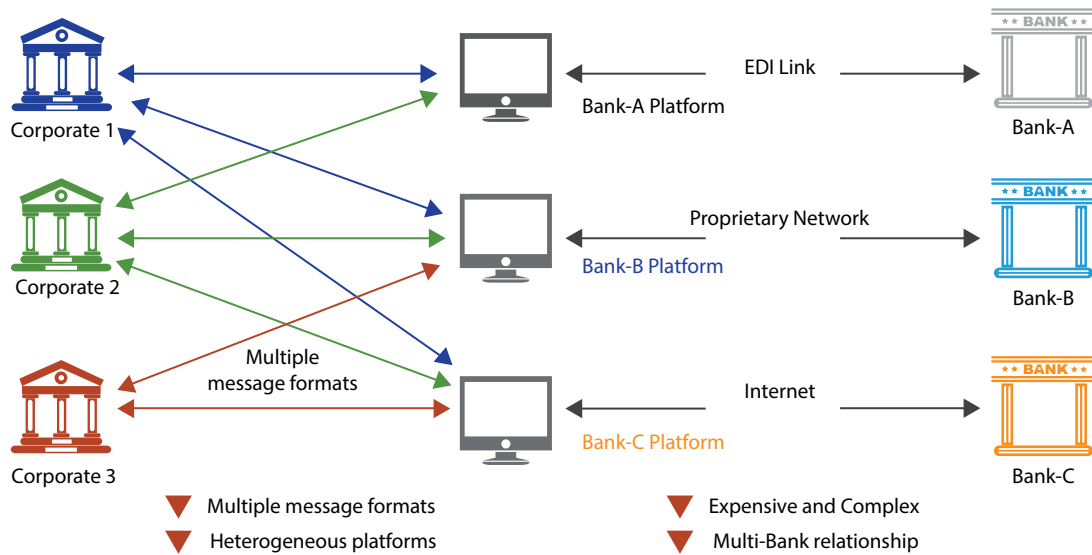 ★★ BANK ★★
EDI Link
Bank-A Platform
Corporate 1
Bank-A
★★ BANK ★★
Proprietary Network
Bank-B Platform
Corporate 2
Bank-B
Multiple
message formats
★★ BANK ★★
Internet
Bank-C Platform
Corporate 3
Bank-C
Multiple message formats
Expensive and Complex
Heterogeneous platforms
Multi-Bank relationship